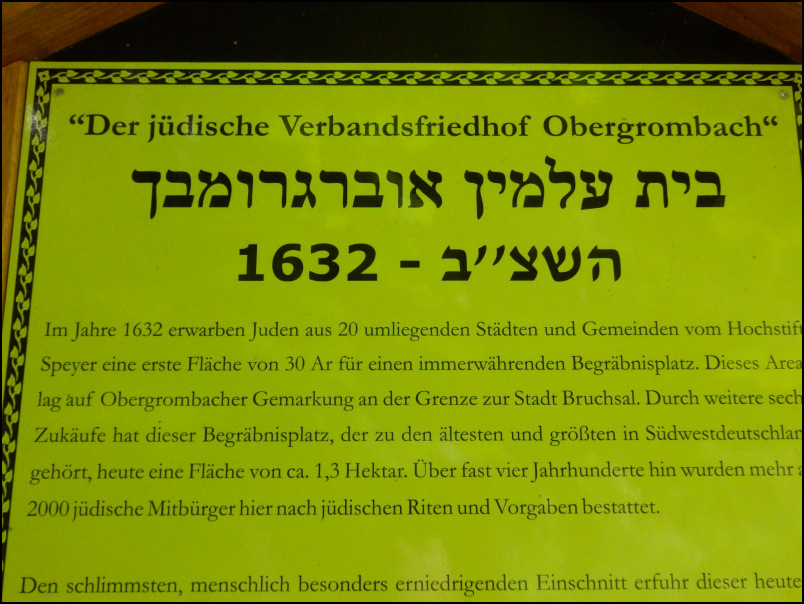 “Der jüdische Verbandsfriedhof Obergrombach“
בית עלמין אוברגרומבך
השצ״ב - 1632
Im Jahre 1632 erwarben Juden aus 20 umliegenden Städten und Gemeinden vom Hochstift
Speyer eine erste Fläche von 30 Ar für einen immerwährenden Begräbnisplatz. Dieses Area
lag auf Obergrombacher Gemarkung an der Grenze zur Stadt Bruchsal. Durch weitere sech
Zukäufe hat dieser Begräbnisplatz, der zu den ältesten und größten in Südwestdeutschlan
gehört, heute eine Fläche von ca. 1,3 Hektar. Über fast vier Jahrhunderte hin wurden mehr a
2000 jüdische Mitbürger hier nach jüdischen Riten und Vorgaben bestattet.
Den schlimmsten, menschlich besonders erniedrigenden Einschnitt erfuhr dieser heute